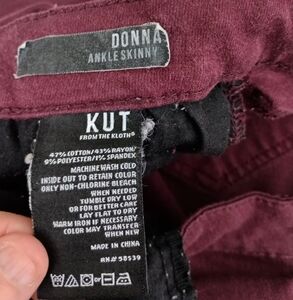 DONNA
ANKLE SKINNY
KUT
FROM THE KLOTH®
47% COTTON/43% RAYON/
9% POLYESTER/1% SPANDEX
MACHINE WASH COLD
INSIDE OUT TO RETAIN COLOR
ONLY NON-CHLORINE BLEACH
WHEN NEEDED
TUMBLE DRY LOW
OR FOR BETTER CARE
LAY FLAT TO DRY
WARM IRON IF NECESSARY
COLOR MAY TRANSFER
WHEN NEW
MADE IN CHINA
RN# 58539